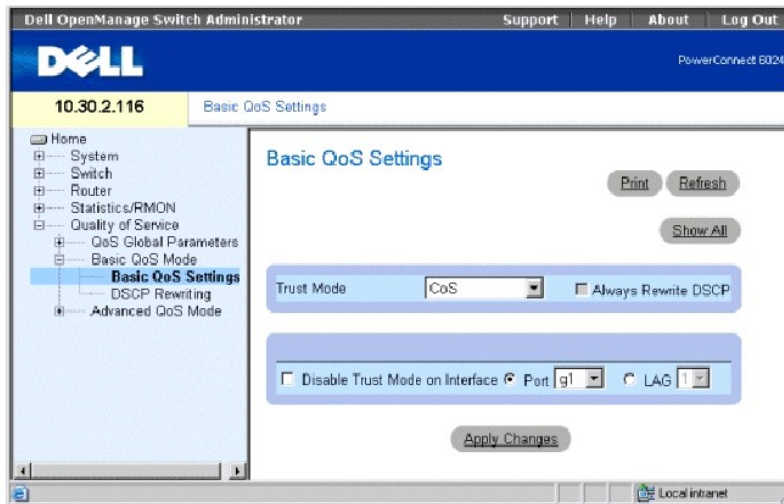 Dell OpenManage Switch Administrator Support Help About Log Out
DELL
PowerConnect 6024
10.30.2.116 Basic QoS Settings
Home
System
Switch
Router
Statistics/RMON
Quality of Service
QoS Global Parameters
Basic QoS Mode
Basic QoS Settings
DSCP Rewriting
Advanced QoS Mode
Basic QoS Settings
Print Refresh
Show All
Trust Mode CoS Always Rewrite DSCP
Disable Trust Mode on Interface Port g1 LAG 1
Apply Changes
Local intranet